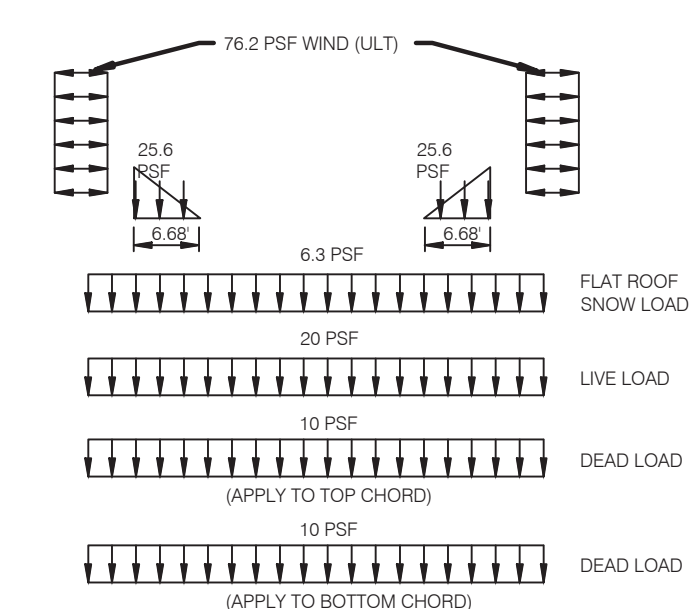 76.2 PSF WIND (ULT)
25.6
PSF
25.6
PSF
6.68'
6.68'
6.3 PSF
FLAT ROOF
SNOW LOAD
20 PSF
LIVE LOAD
10 PSF
DEAD LOAD
(APPLY TO TOP CHORD)
10 PSF
DEAD LOAD
(APPLY TO BOTTOM CHORD)